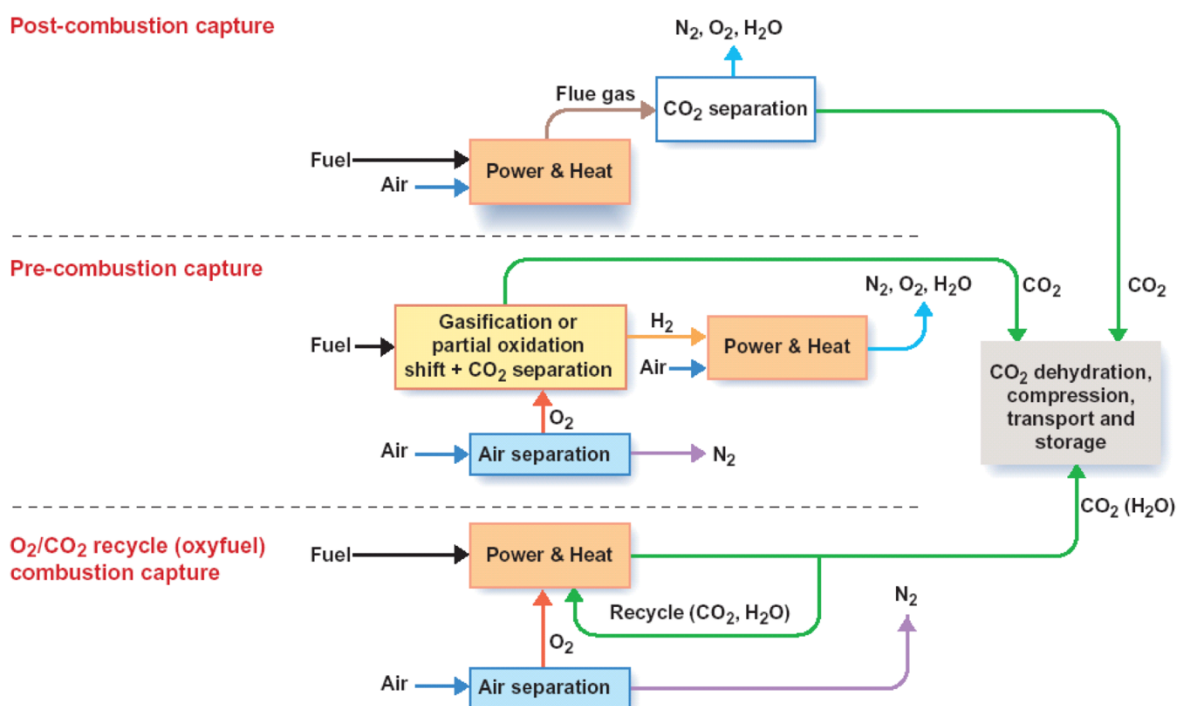 Post-combustion capture
N₂, O₂, H₂O
Flue gas
CO₂ separation
Fuel
Air
Power & Heat
Pre-combustion capture
N₂, O₂, H₂O
CO₂
CO₂
Gasification or
partial oxidation
shift + CO₂ separation
H₂
Fuel
Air
Power & Heat
CO₂ dehydration,
compression,
transport and
storage
O₂
Air
Air separation
N₂
CO₂ (H₂O)
O₂/CO₂ recycle (oxyfuel)
combustion capture
Fuel
Power & Heat
Recycle (CO₂, H₂O)
N₂
O₂
Air
Air separation